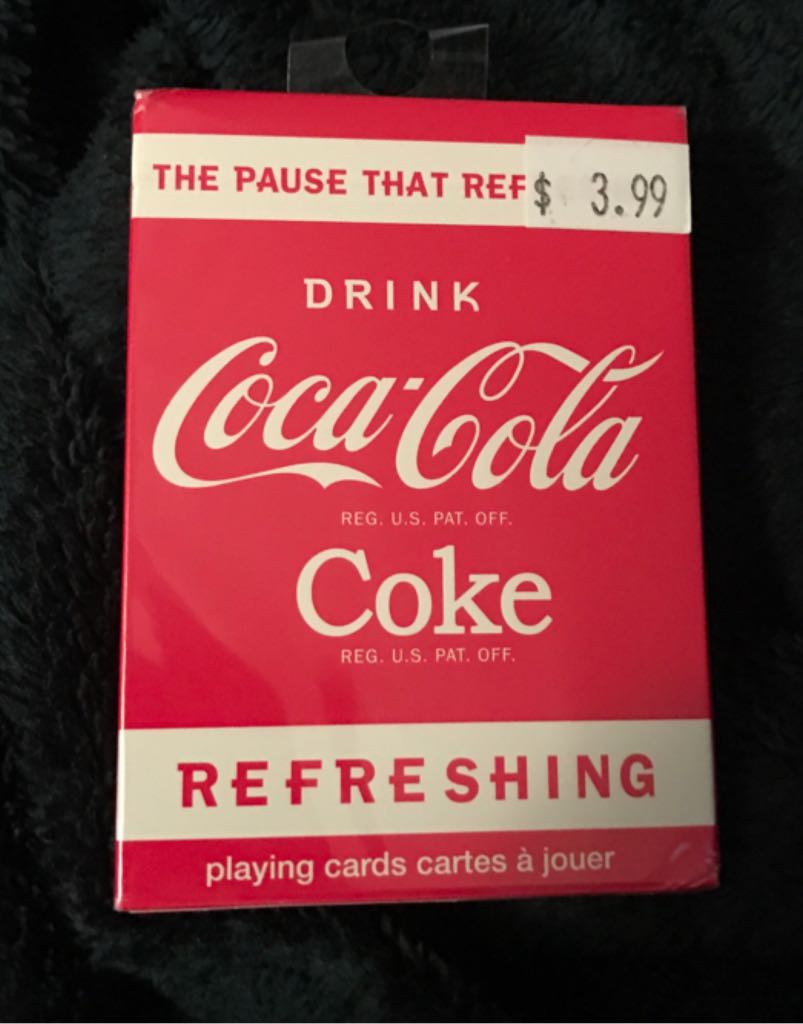 THE PAUSE THAT REF
$ 3.99
DRINK
Coca-Cola
REG. U.S. PAT. OFF.
Coke
REG. U.S. PAT. OFF.
REFRESHING
playing cards cartes à jouer